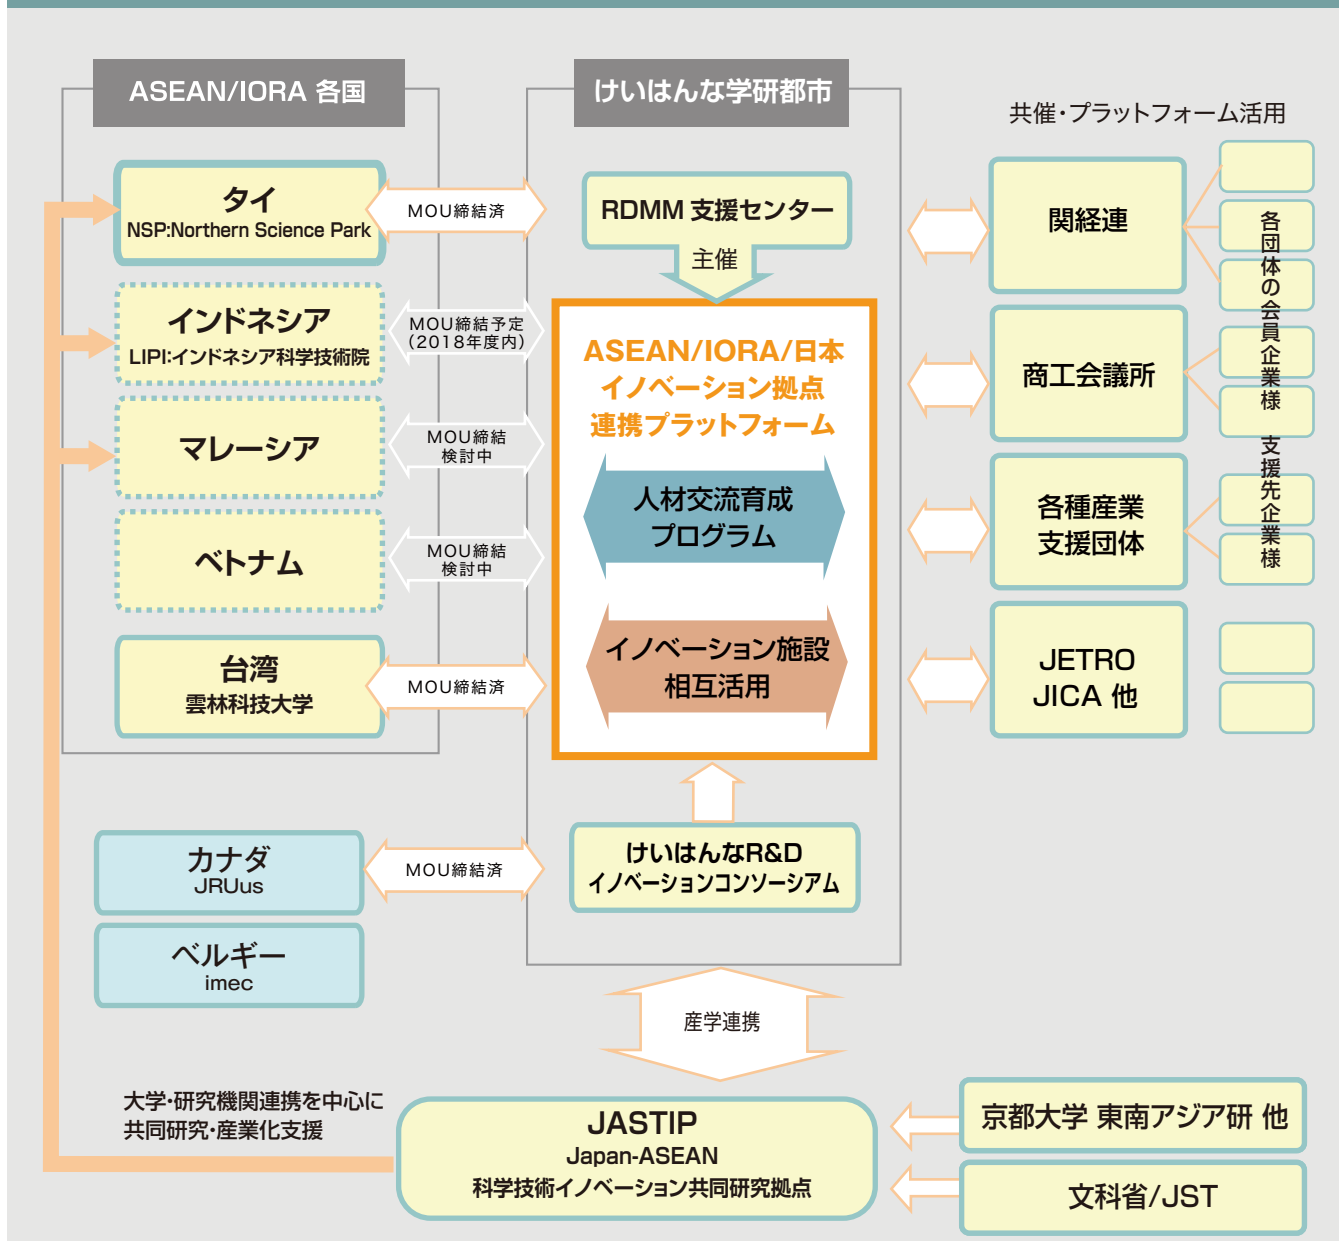 ASEAN/IORA 各国
タイ
NSP:Northern Science Park
インドネシア
LIPI:インドネシア科学技術院
マレーシア
ベトナム
台湾
雲林科技大学
カナダ
JRUus
ベルギー
imec
MOU締結済
MOU締結予定
(2018年度内)
MOU締結
検討中
MOU締結
検討中
MOU締結済
MOU締結済
けいはんな学研都市
RDMM 支援センター
主催
ASEAN/IORA/日本
イノベーション拠点
連携プラットフォーム
人材交流育成
プログラム
イノベーション施設
相互活用
けいはんなR&D
イノベーションコンソーシアム
産学連携
共催・プラットフォーム活用
関経連
商工会議所
各種産業
支援団体
JETRO
JICA 他
各団体の会員企業様 支援先企業様
大学・研究機関連携を中心に
共同研究・産業化支援
JASTIP
Japan-ASEAN
科学技術イノベーション共同研究拠点
京都大学 東南アジア研 他
文科省/JST